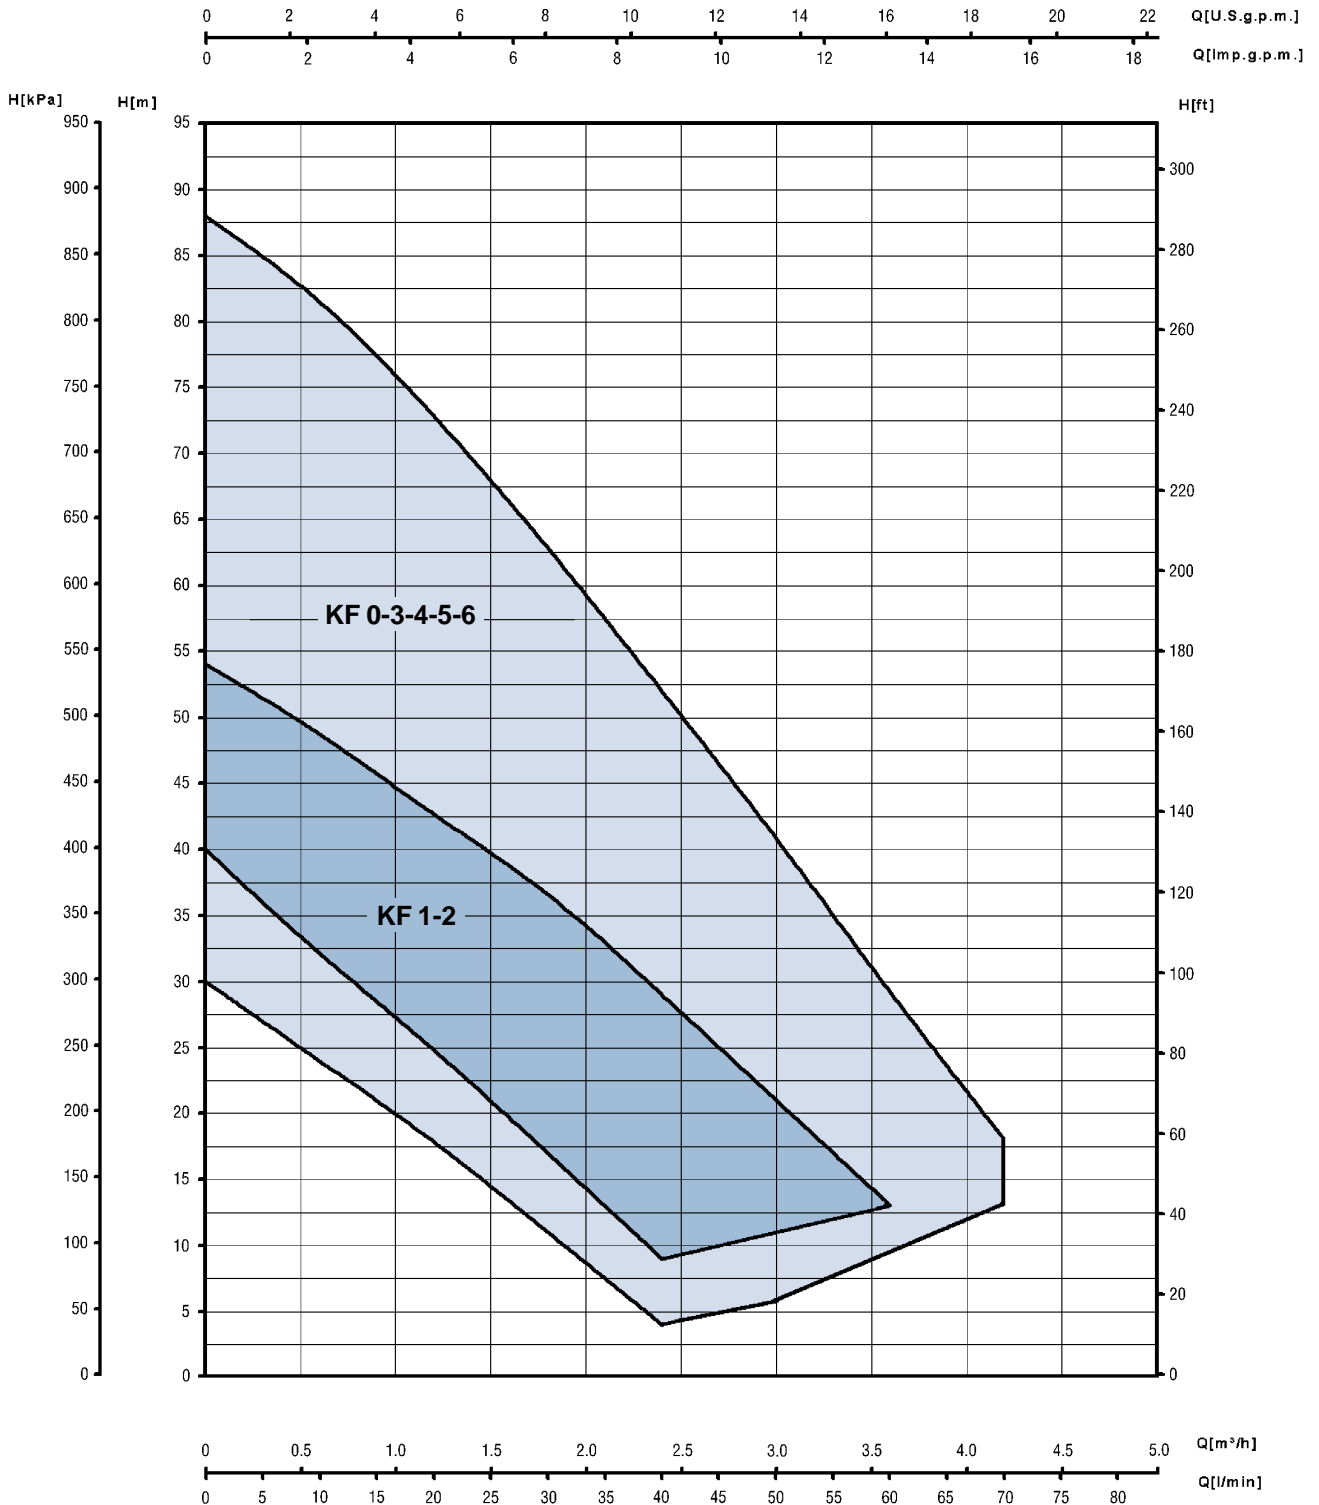 0 2 4 6 8 10 12 14 16 18 20 22 Q[U.S.g.p.m.]
0 2 4 6 8 10 12 14 16 18 Q[Imp.g.p.m.]
H[kPa] H[m] H[ft]
950 95
300
900 90
280
850 85
260
800 80
750 75
240
700 70
220
650 65
200
600 60
KF 0-3-4-5-6
550 55 180
500 50 160
450 45
140
400 40
120
350 35
KF 1-2
300 30 100
250 25 80
200 20
60
150 15
40
100 10
20
50 5
0 0 0
0 0.5 1.0 1.5 2.0 2.5 3.0 3.5 4.0 4.5 5.0 Q[m³/h]
0 5 10 15 20 25 30 35 40 45 50 55 60 65 70 75 80 Q[l/min]